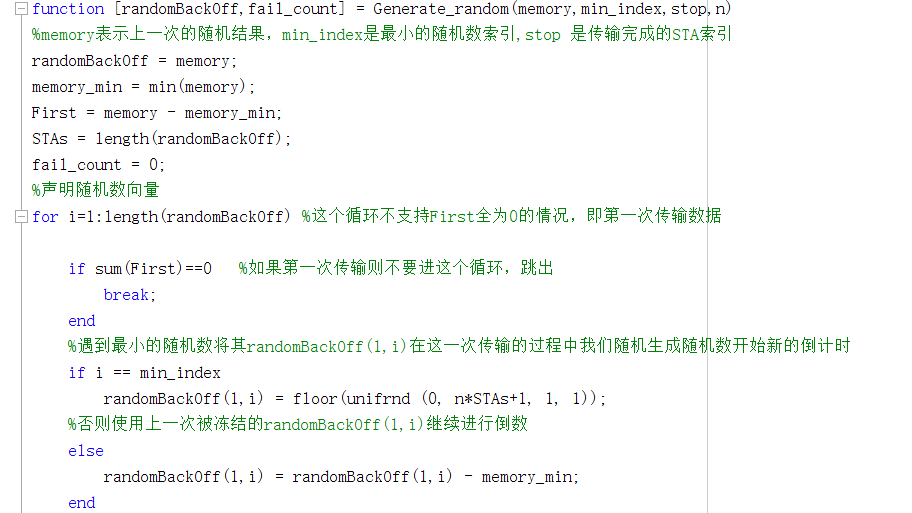 function [randomBackOff,fail_count] = Generate_random(memory,min_index,stop,n)
%memory表示上一次的随机结果，min_index是最小的随机数索引,stop 是传输完成的STA索引
randomBackOff = memory;
memory_min = min(memory);
First = memory - memory_min;
STAs = length(randomBackOff);
fail_count = 0;
%声明随机数向量
for i=1:length(randomBackOff) %这个循环不支持First全为0的情况，即第一次传输数据
if sum(First)==0 %如果第一次传输则不要进这个循环，跳出
break;
end
%遇到最小的随机数将其randomBackOff(1,i)在这一次传输的过程中我们随机生成随机数开始新的倒计时
if i == min_index
randomBackOff(1,i) = floor(unifrnd (0, n*STAs+1, 1, 1));
%否则使用上一次被冻结的randomBackOff(1,i)继续进行倒数
else
randomBackOff(1,i) = randomBackOff(1,i) - memory_min;
end